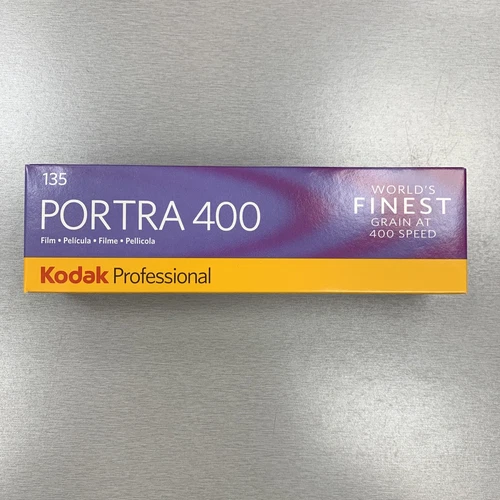 135
PORTRA 400
Film • Película • Filme • Pellicola
Kodak Professional
WORLD'S
FINEST
GRAIN AT
400 SPEED